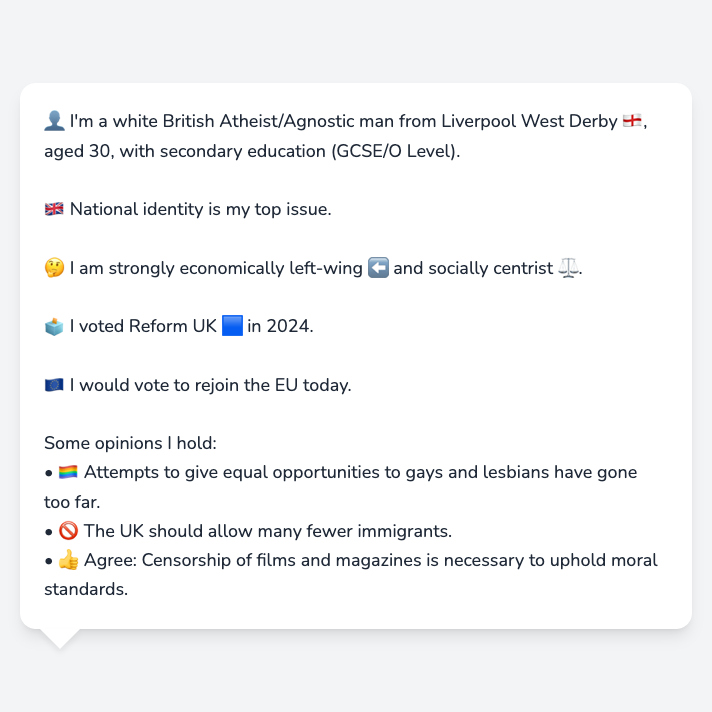 👤 I'm a white British Atheist/Agnostic man from Liverpool West Derby 🏴󠁧󠁢󠁥󠁮󠁧󠁿,
aged 30, with secondary education (GCSE/O Level).
🇬🇧 National identity is my top issue.
🤔 I am strongly economically left-wing ⬅️ and socially centrist ⚖️.
🗳️ I voted Reform UK 🟦 in 2024.
🇪🇺 I would vote to rejoin the EU today.
Some opinions I hold:
• 🏳️‍🌈 Attempts to give equal opportunities to gays and lesbians have gone
too far.
• 🚫 The UK should allow many fewer immigrants.
• 👍 Agree: Censorship of films and magazines is necessary to uphold moral
standards.